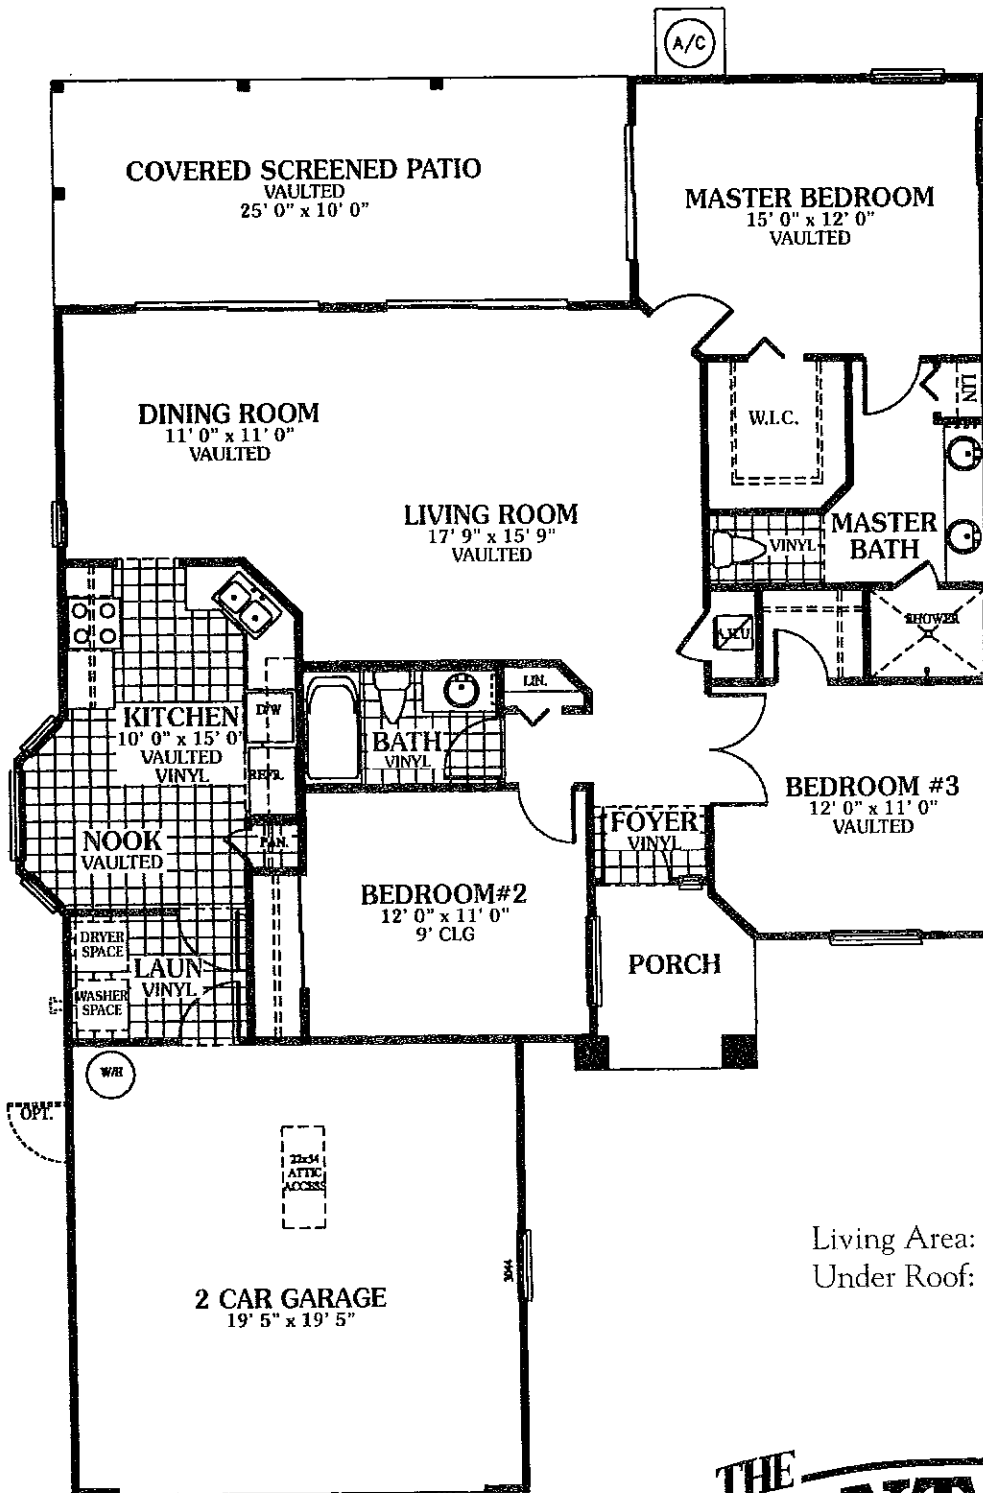 A/C
COVERED SCREENED PATIO
VAULTED
25' 0" x 10' 0"
MASTER BEDROOM
15' 0" x 12' 0"
VAULTED
DINING ROOM
11' 0" x 11' 0"
VAULTED
W.I.C.
LIN
LIVING ROOM
17' 9" x 15' 9"
VAULTED
VINYL
MASTER
BATH
A.H.U.
SHOWER
LIN.
KITCHEN
10' 0" x 15' 0"
VAULTED
VINYL
D/W
REFR.
BATH
VINYL
BEDROOM #3
12' 0" x 11' 0"
VAULTED
NOOK
VAULTED
PAN.
FOYER
VINYL
BEDROOM#2
12' 0" x 11' 0"
9' CLG
DRYER
SPACE
LAUN
VINYL
WASHER
SPACE
PORCH
W/H
OPT.
22x54
ATTIC
ACCESS
3044
2 CAR GARAGE
19' 5" x 19' 5"
Living Area:
Under Roof:
THE